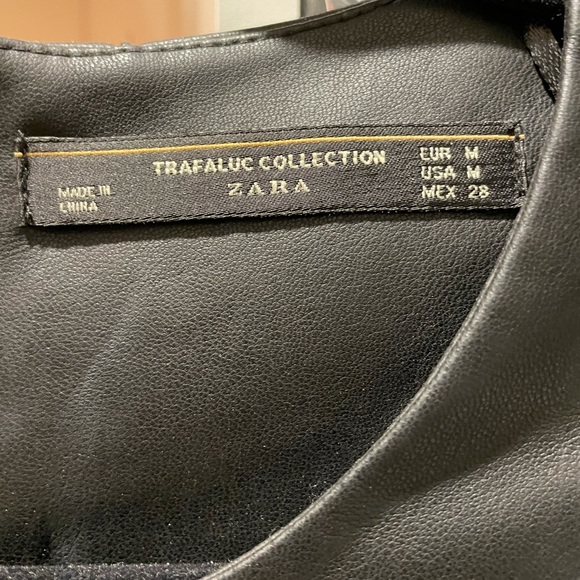 TRAFALUC COLLECTION
ZARA
MADE IN
CHINA
EUR M
USA M
MEX 28